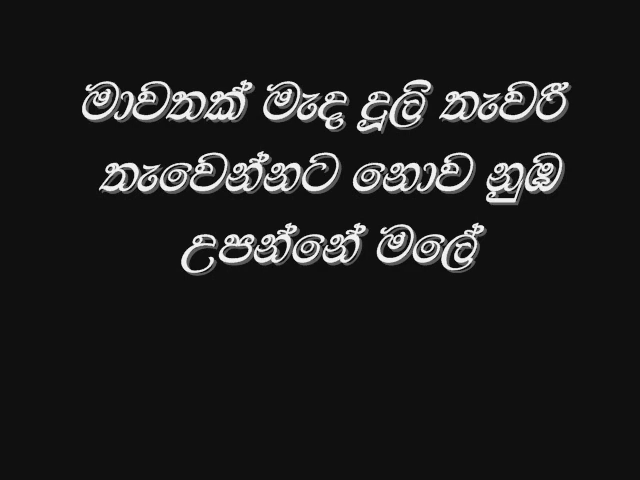 මාවතක් මැද දූලි තැවරී
තැවෙන්නට නොව නුඹ
උපන්නේ මලේ